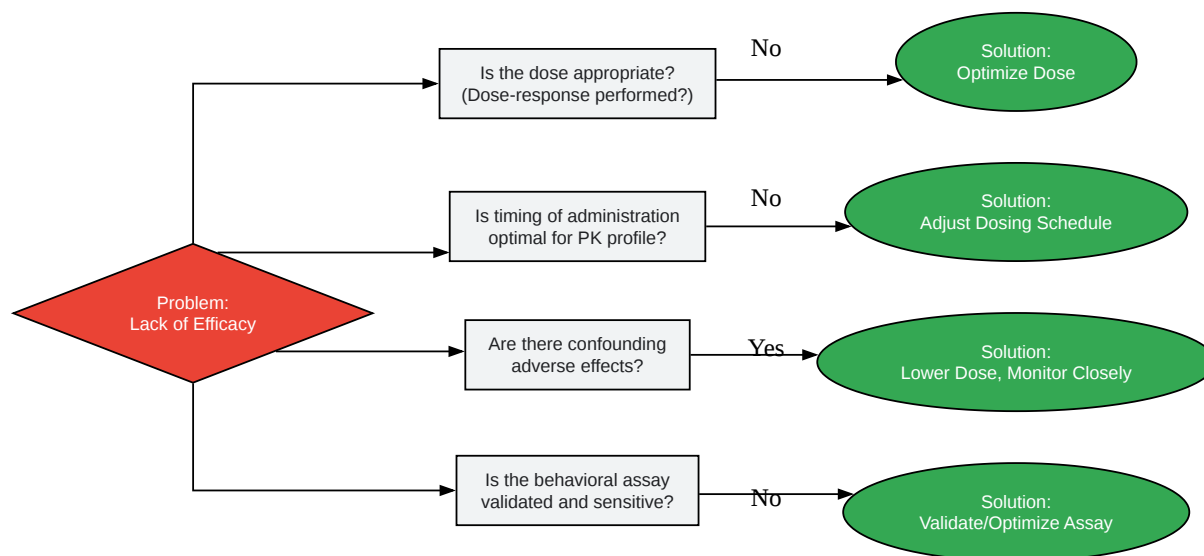 Problem:
Lack of Efficacy
Is the dose appropriate?
(Dose-response performed?)
No
Solution:
Optimize Dose
Is timing of administration
optimal for PK profile?
No
Solution:
Adjust Dosing Schedule
Are there confounding
adverse effects?
Yes
Solution:
Lower Dose, Monitor Closely
Is the behavioral assay
validated and sensitive?
No
Solution:
Validate/Optimize Assay